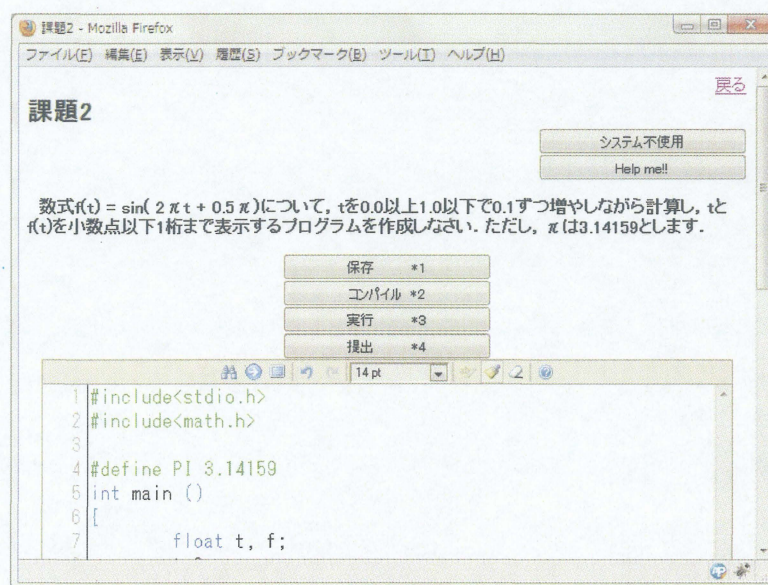 課題2 - Mozilla Firefox
ファイル(F) 編集(E) 表示(V) 履歴(S) ブックマーク(B) ツール(T) ヘルプ(H)
戻る
課題2
システム不使用
Help me!!
数式f(t) = sin( 2 π t + 0.5 π )について，tを0.0以上1.0以下で0.1ずつ増やしながら計算し，tと
f(t)を小数点以下1桁まで表示するプログラムを作成しなさい．ただし，πは3.14159とします．
保存 *1
コンパイル *2
実行 *3
提出 *4
14 pt
1 #include<stdio.h>
2 #include<math.h>
3
4 #define PI 3.14159
5 int main ()
6 [
7 float t, f;